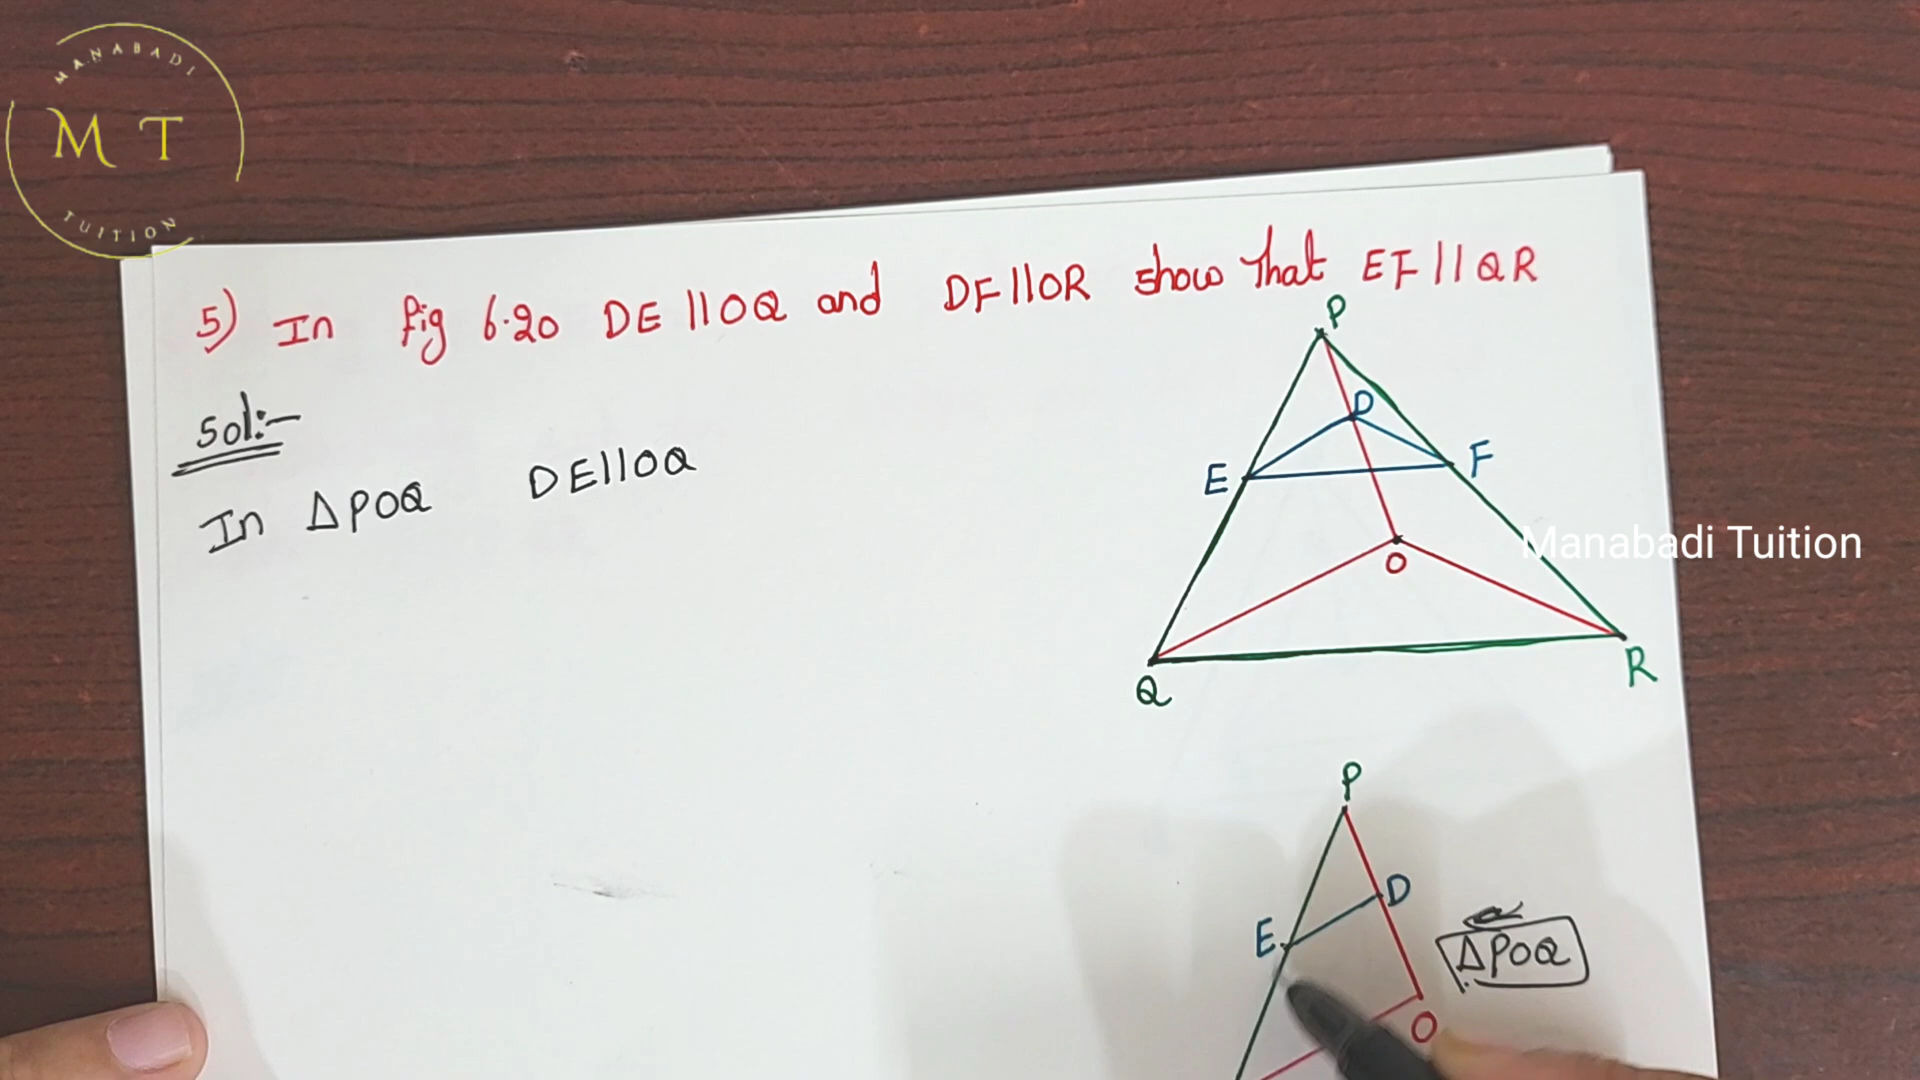 MANABADI
M T
TUITION
5) In fig 6.20 DE||OQ and DF||OR show that EF||QR
Sol:-
In ΔPOQ DE||OQ
P
D
E
F
O
Q
R
Manabadi Tuition
P
D
E
ΔPOQ
O